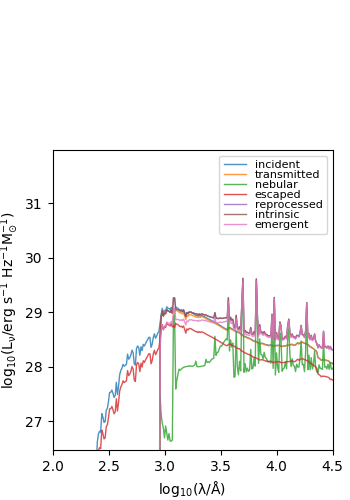 incident
transmitted
nebular
escaped
reprocessed
intrinsic
emergent
31
30
29
28
27
log₁₀(Lν/erg s⁻¹ Hz⁻¹M⊙⁻¹)
2.0 2.5 3.0 3.5 4.0 4.5
log₁₀(λ/Å)